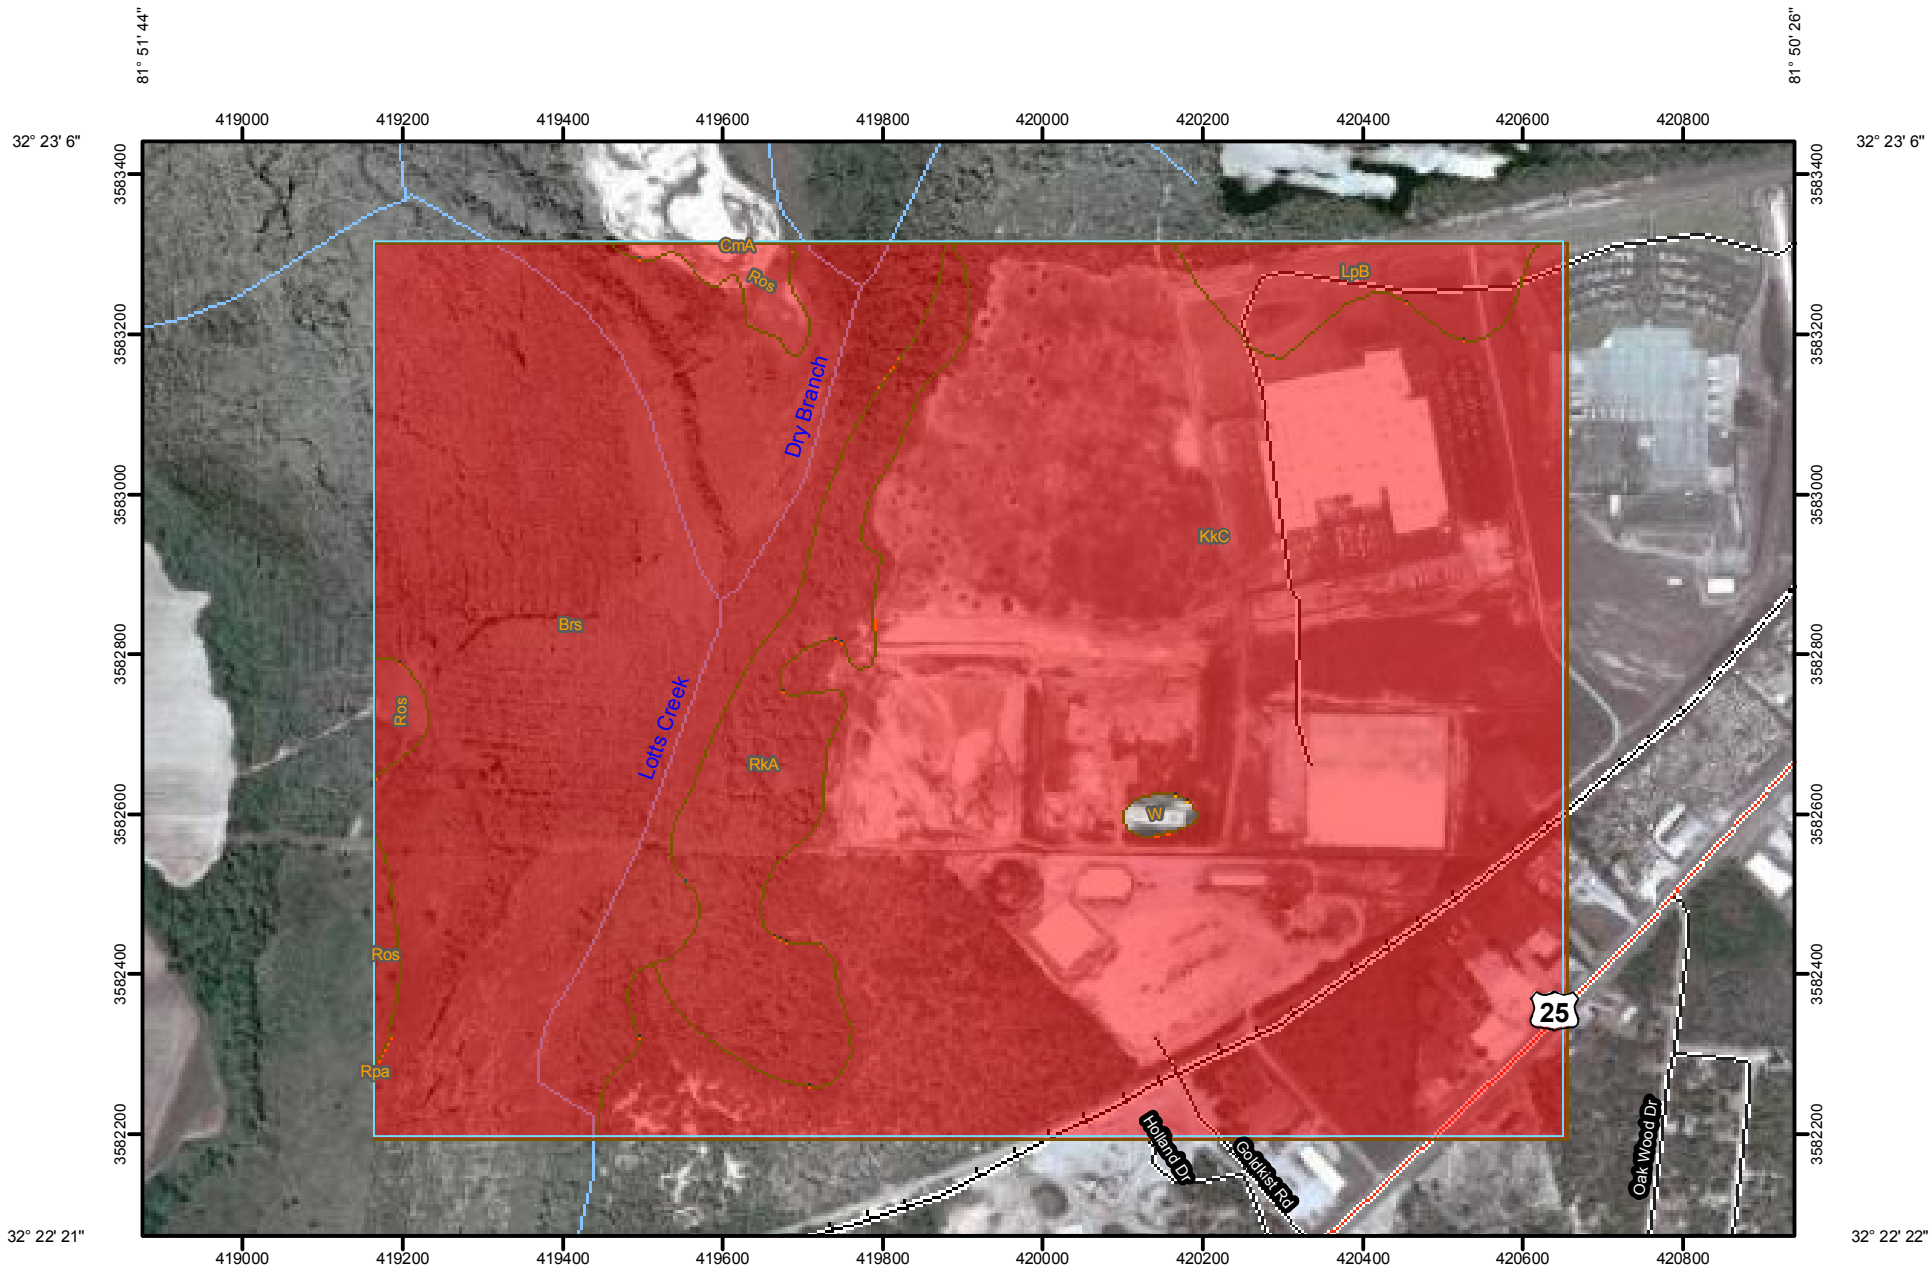 81° 51' 44"
81° 50' 26"
419000 419200 419400 419600 419800 420000 420200 420400 420600 420800
32° 23' 6"
32° 23' 6"
3583400
3583400
CmA
LpB
Ros
3583200
3583200
Dry Branch
3583000
3583000
KkC
Brs
3582800
3582800
Ros
Lotts Creek
RkA
3582600
W
3582600
Ros
3582400
3582400
25
Rpa
3582200
3582200
Holland Dr
Goldkist Rd
Oak Wood Dr
32° 22' 21"
32° 22' 22"
419000 419200 419400 419600 419800 420000 420200 420400 420600 420800